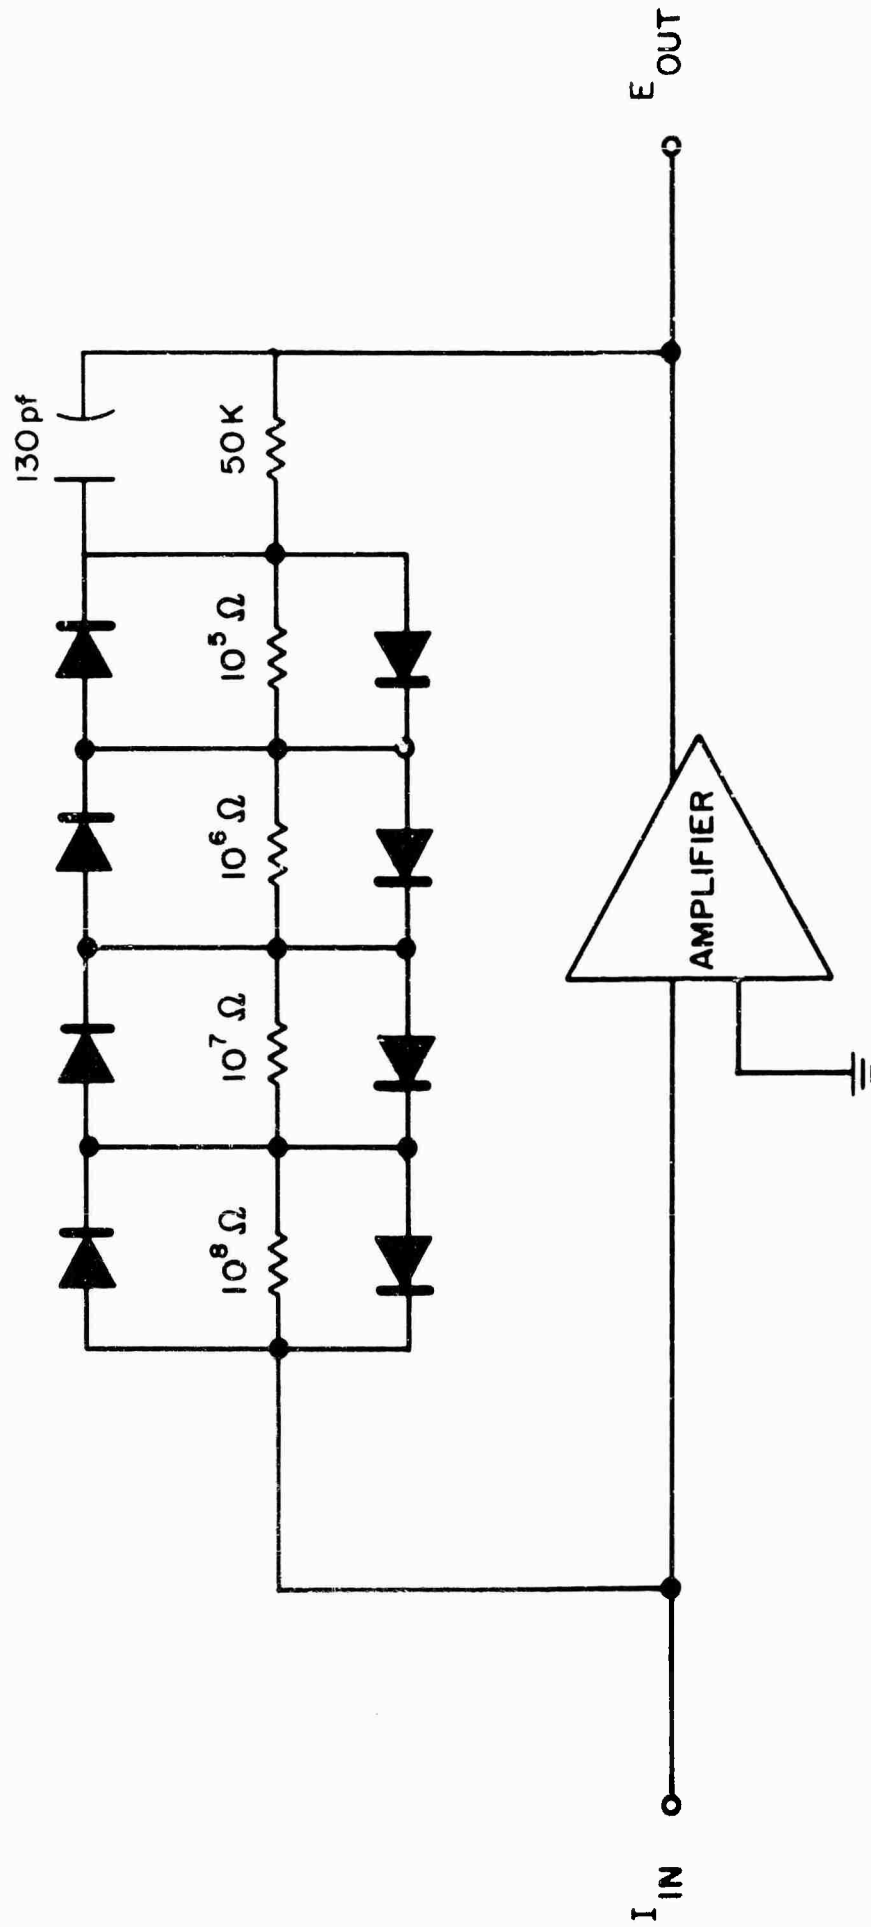 130pf
50K
10⁵ Ω
10⁶ Ω
10⁷ Ω
10⁸ Ω
AMPLIFIER
I IN
E OUT